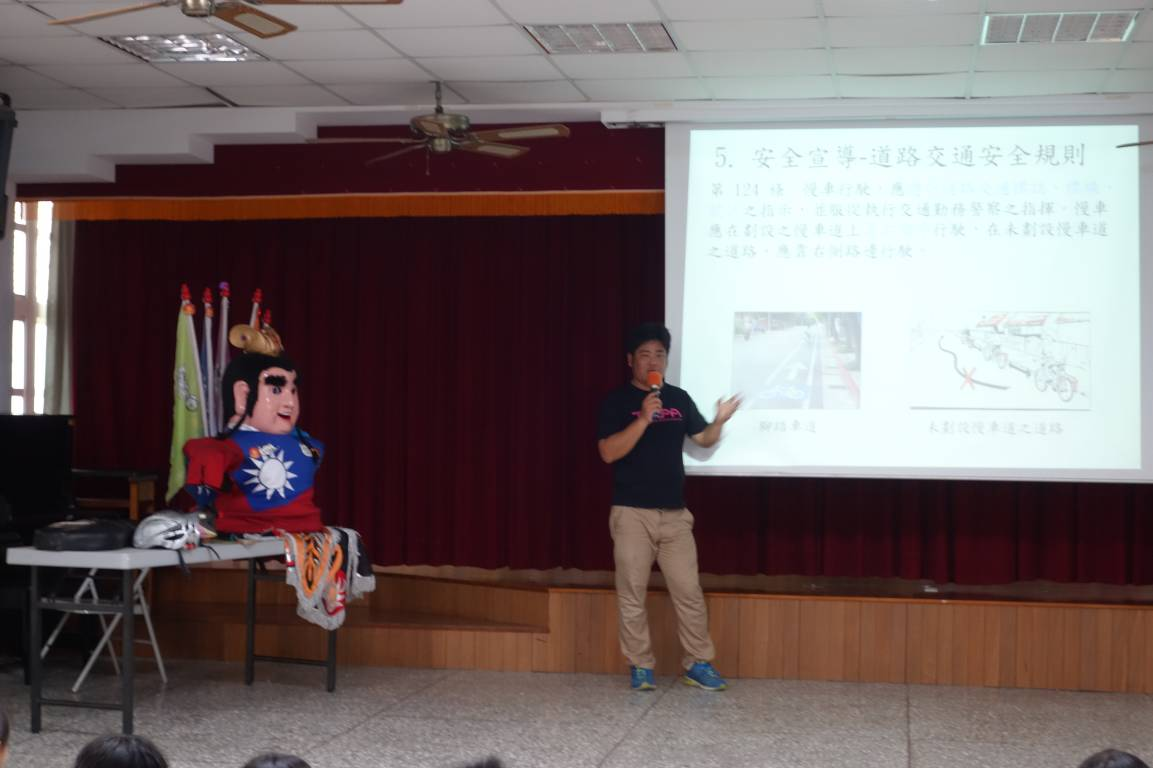 5. 安全宣導-道路交通安全規則
第 124 條 慢車行駛，應
之指示，並服從執行交通勤務警察之指揮。慢車
應在劃設之慢車道上 行駛，在未劃設慢車道
之道路，應靠右側路邊行駛。
腳踏車道
未劃設慢車道之道路